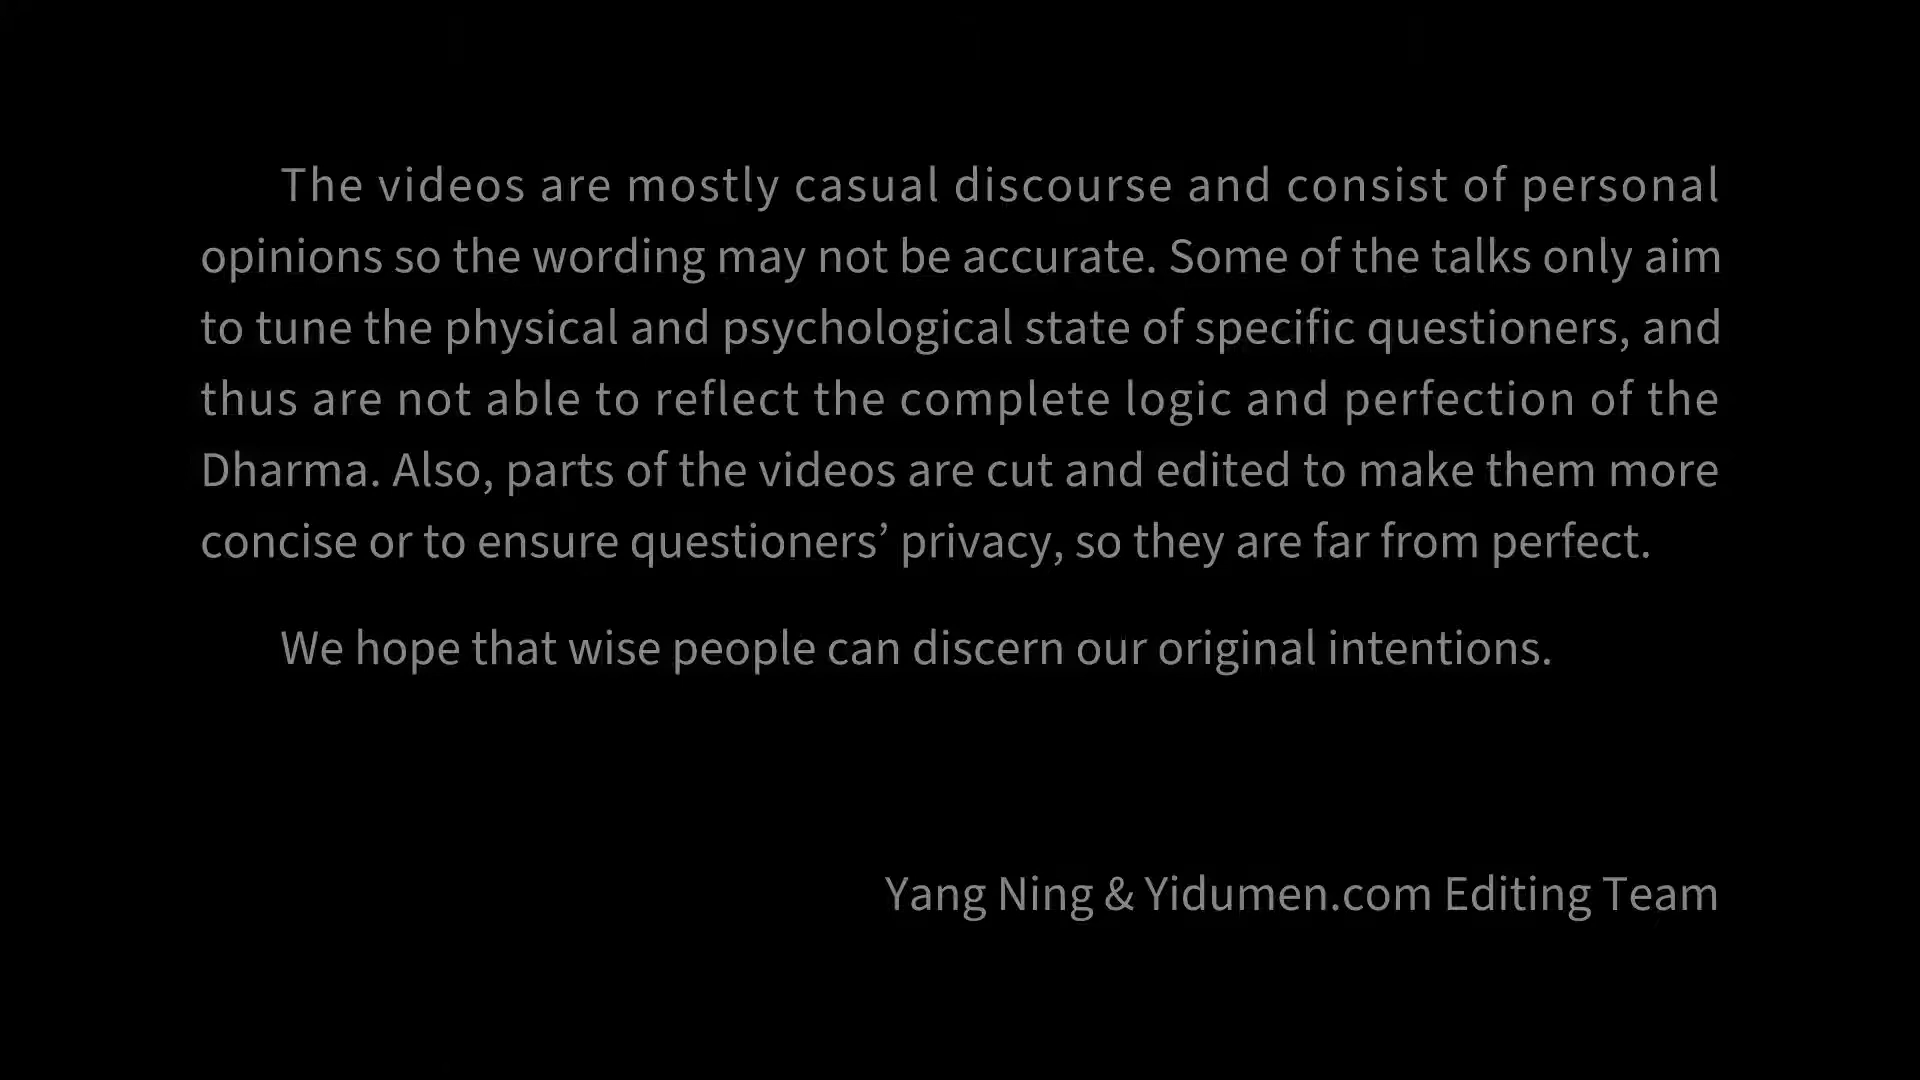 The videos are mostly casual discourse and consist of personal
opinions so the wording may not be accurate. Some of the talks only aim
to tune the physical and psychological state of specific questioners, and
thus are not able to reflect the complete logic and perfection of the
Dharma. Also, parts of the videos are cut and edited to make them more
concise or to ensure questioners’ privacy, so they are far from perfect.
We hope that wise people can discern our original intentions.
Yang Ning & Yidumen.com Editing Team